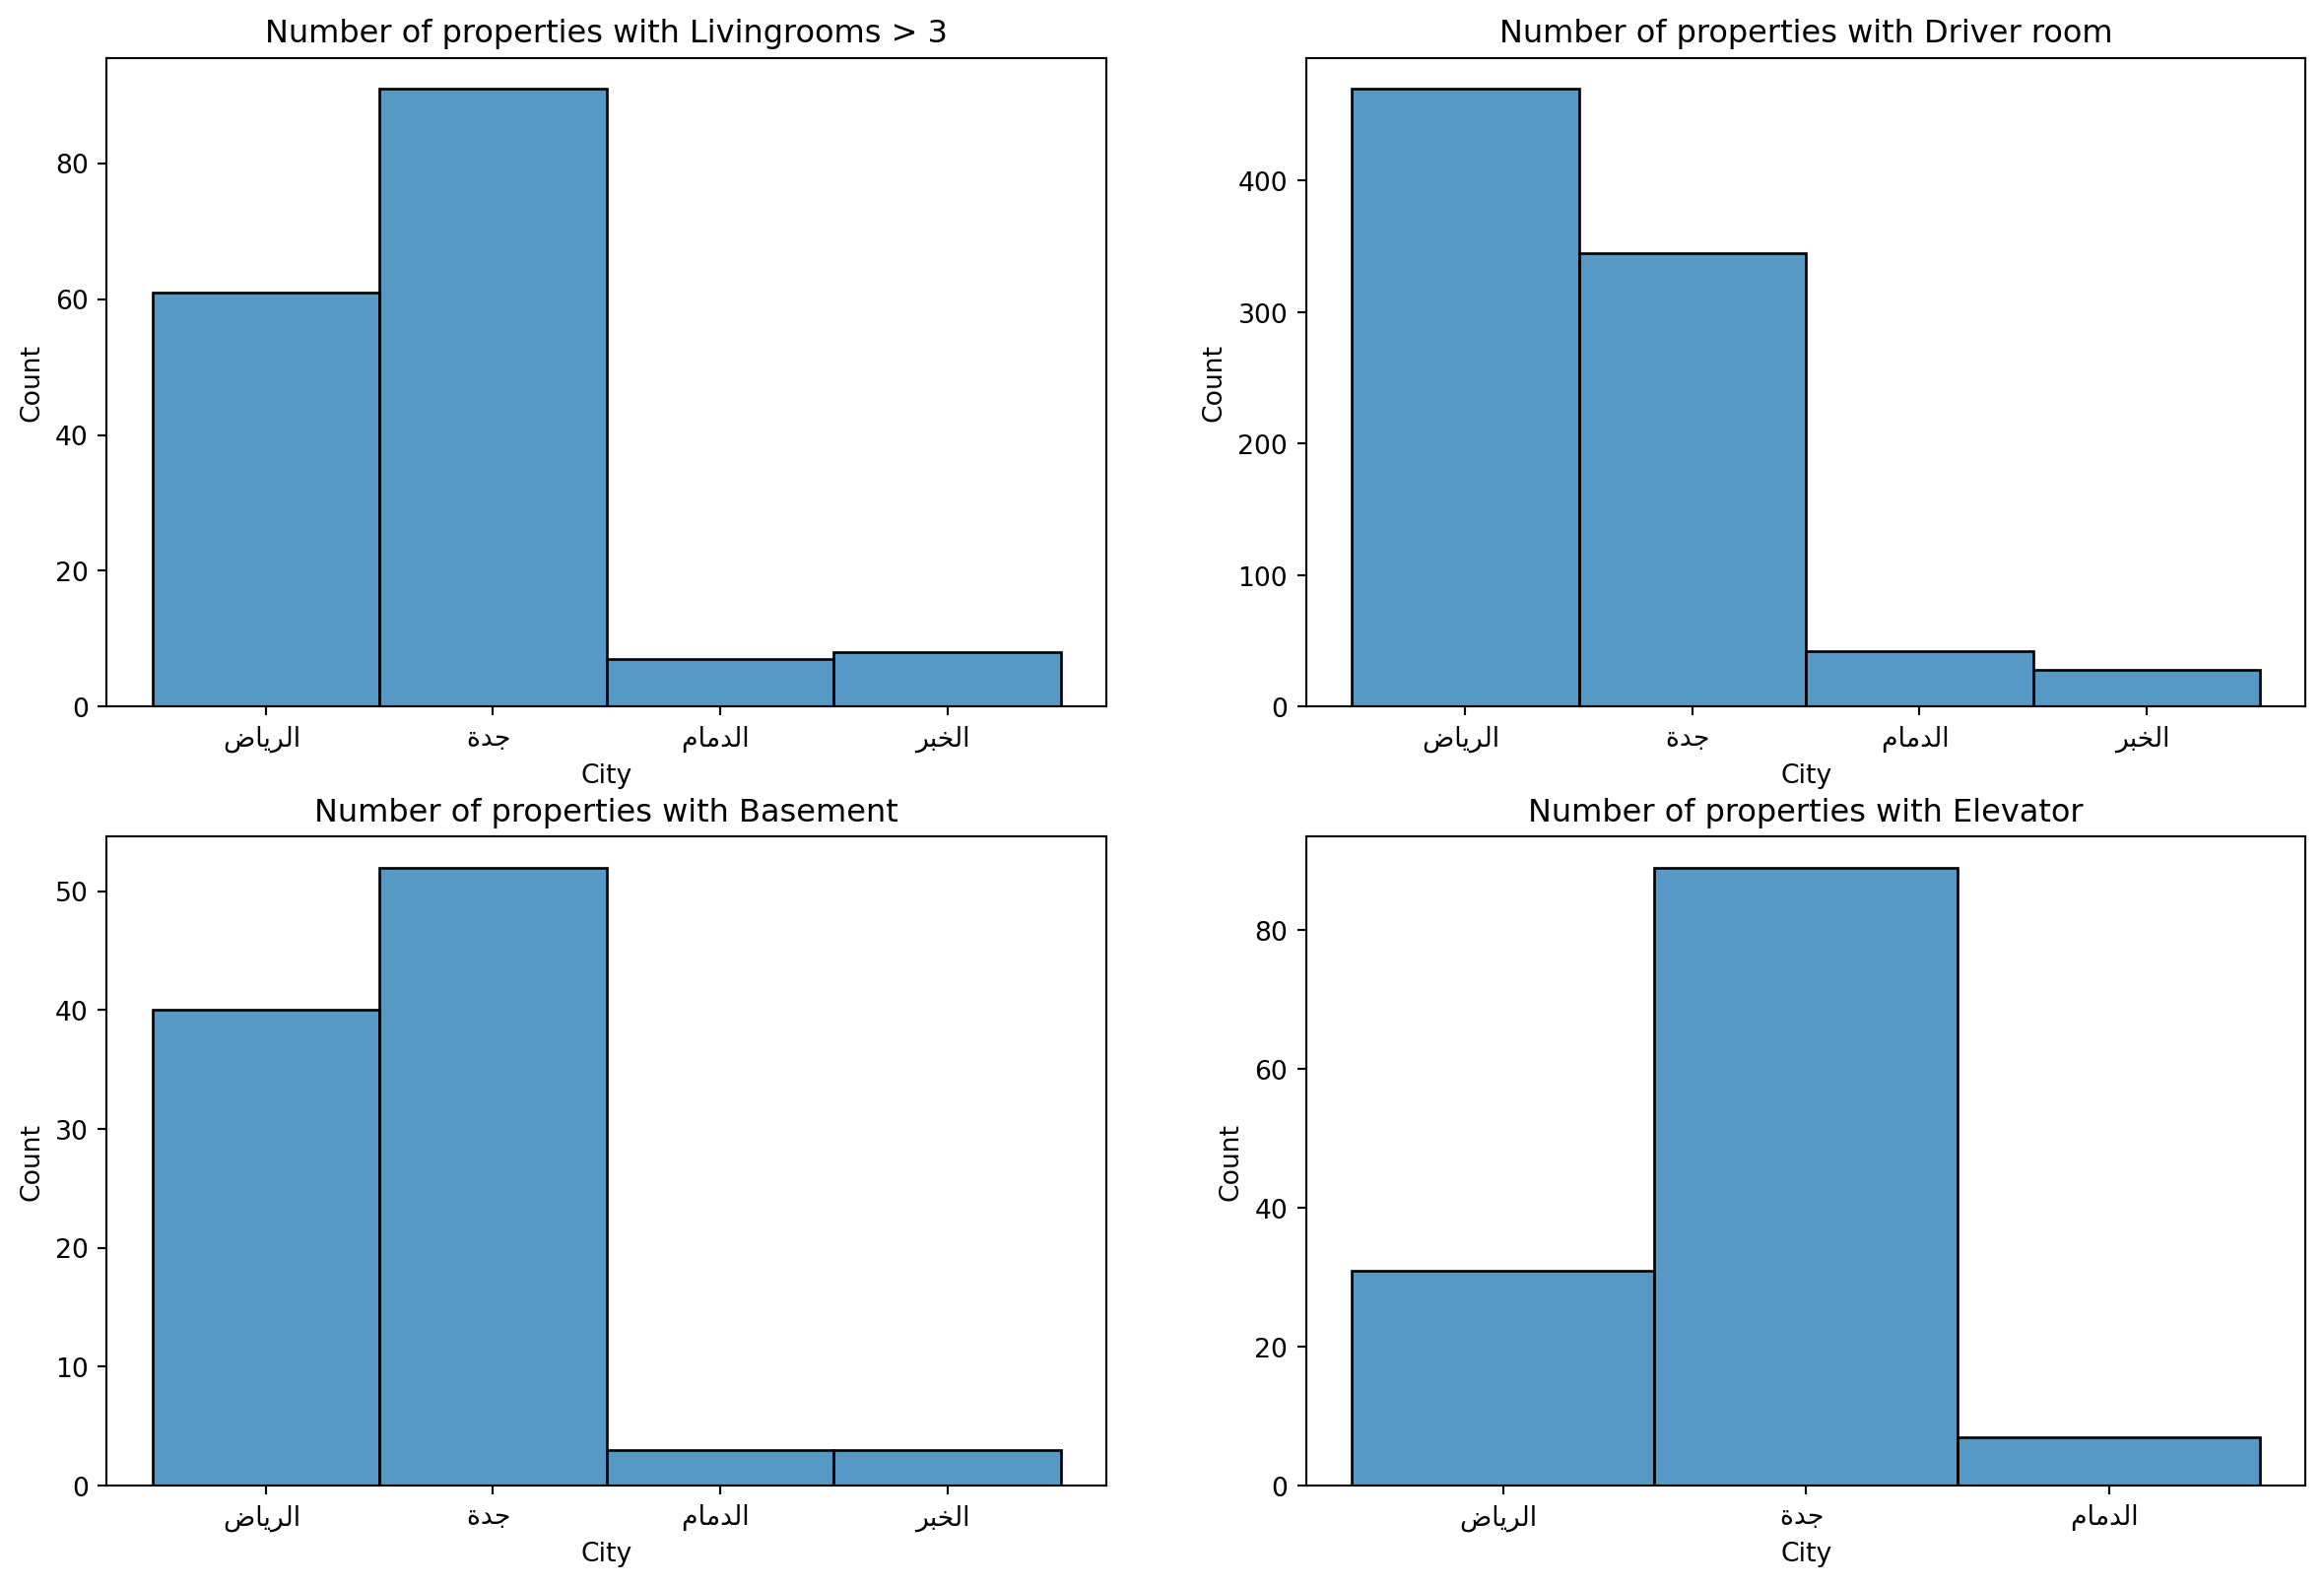 Number of properties with Livingrooms > 3
Count
80
60
40
20
0
الرياض
جدة
الدمام
الخبر
City
Number of properties with Driver room
Count
400
300
200
100
0
الرياض
جدة
الدمام
الخبر
City
Number of properties with Basement
Count
50
40
30
20
10
0
الرياض
جدة
الدمام
الخبر
City
Number of properties with Elevator
Count
80
60
40
20
0
الرياض
جدة
الدمام
City